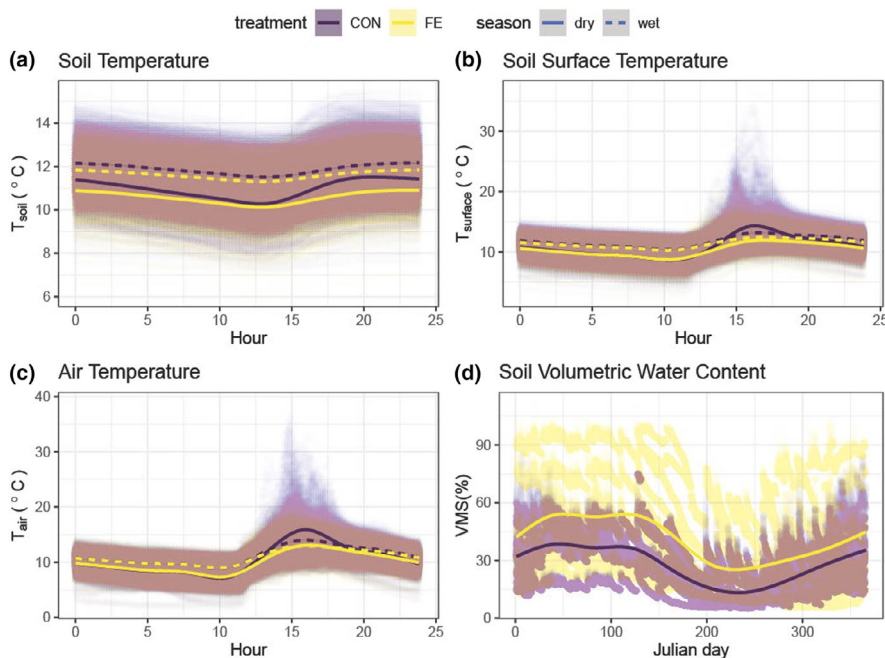 treatment CON FE season dry wet
(a) Soil Temperature
14
12
10
8
6
T_soil ( ° C )
0 5 10 15 20 25
Hour
(b) Soil Surface Temperature
30
20
10
T_surface ( ° C )
0 5 10 15 20 25
Hour
(c) Air Temperature
40
30
20
10
0
T_air ( ° C )
0 5 10 15 20 25
Hour
(d) Soil Volumetric Water Content
90
60
30
0
VMS(%)
0 100 200 300
Julian day